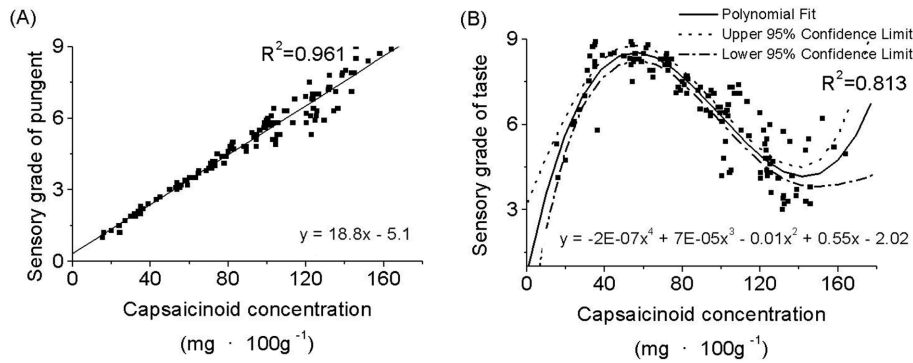 (A)
Sensory grade of pungent
9
6
3
0
R²=0.961
y = 18.8x - 5.1
0 40 80 120 160
Capsaicinoid concentration
(mg · 100g⁻¹)
(B)
Sensory grade of taste
9
6
3
Polynomial Fit
Upper 95% Confidence Limit
Lower 95% Confidence Limit
R²=0.813
y = -2E-07x⁴ + 7E-05x³ - 0.01x² + 0.55x - 2.02
0 40 80 120 160
Capsaicinoid concentration
(mg · 100g⁻¹)